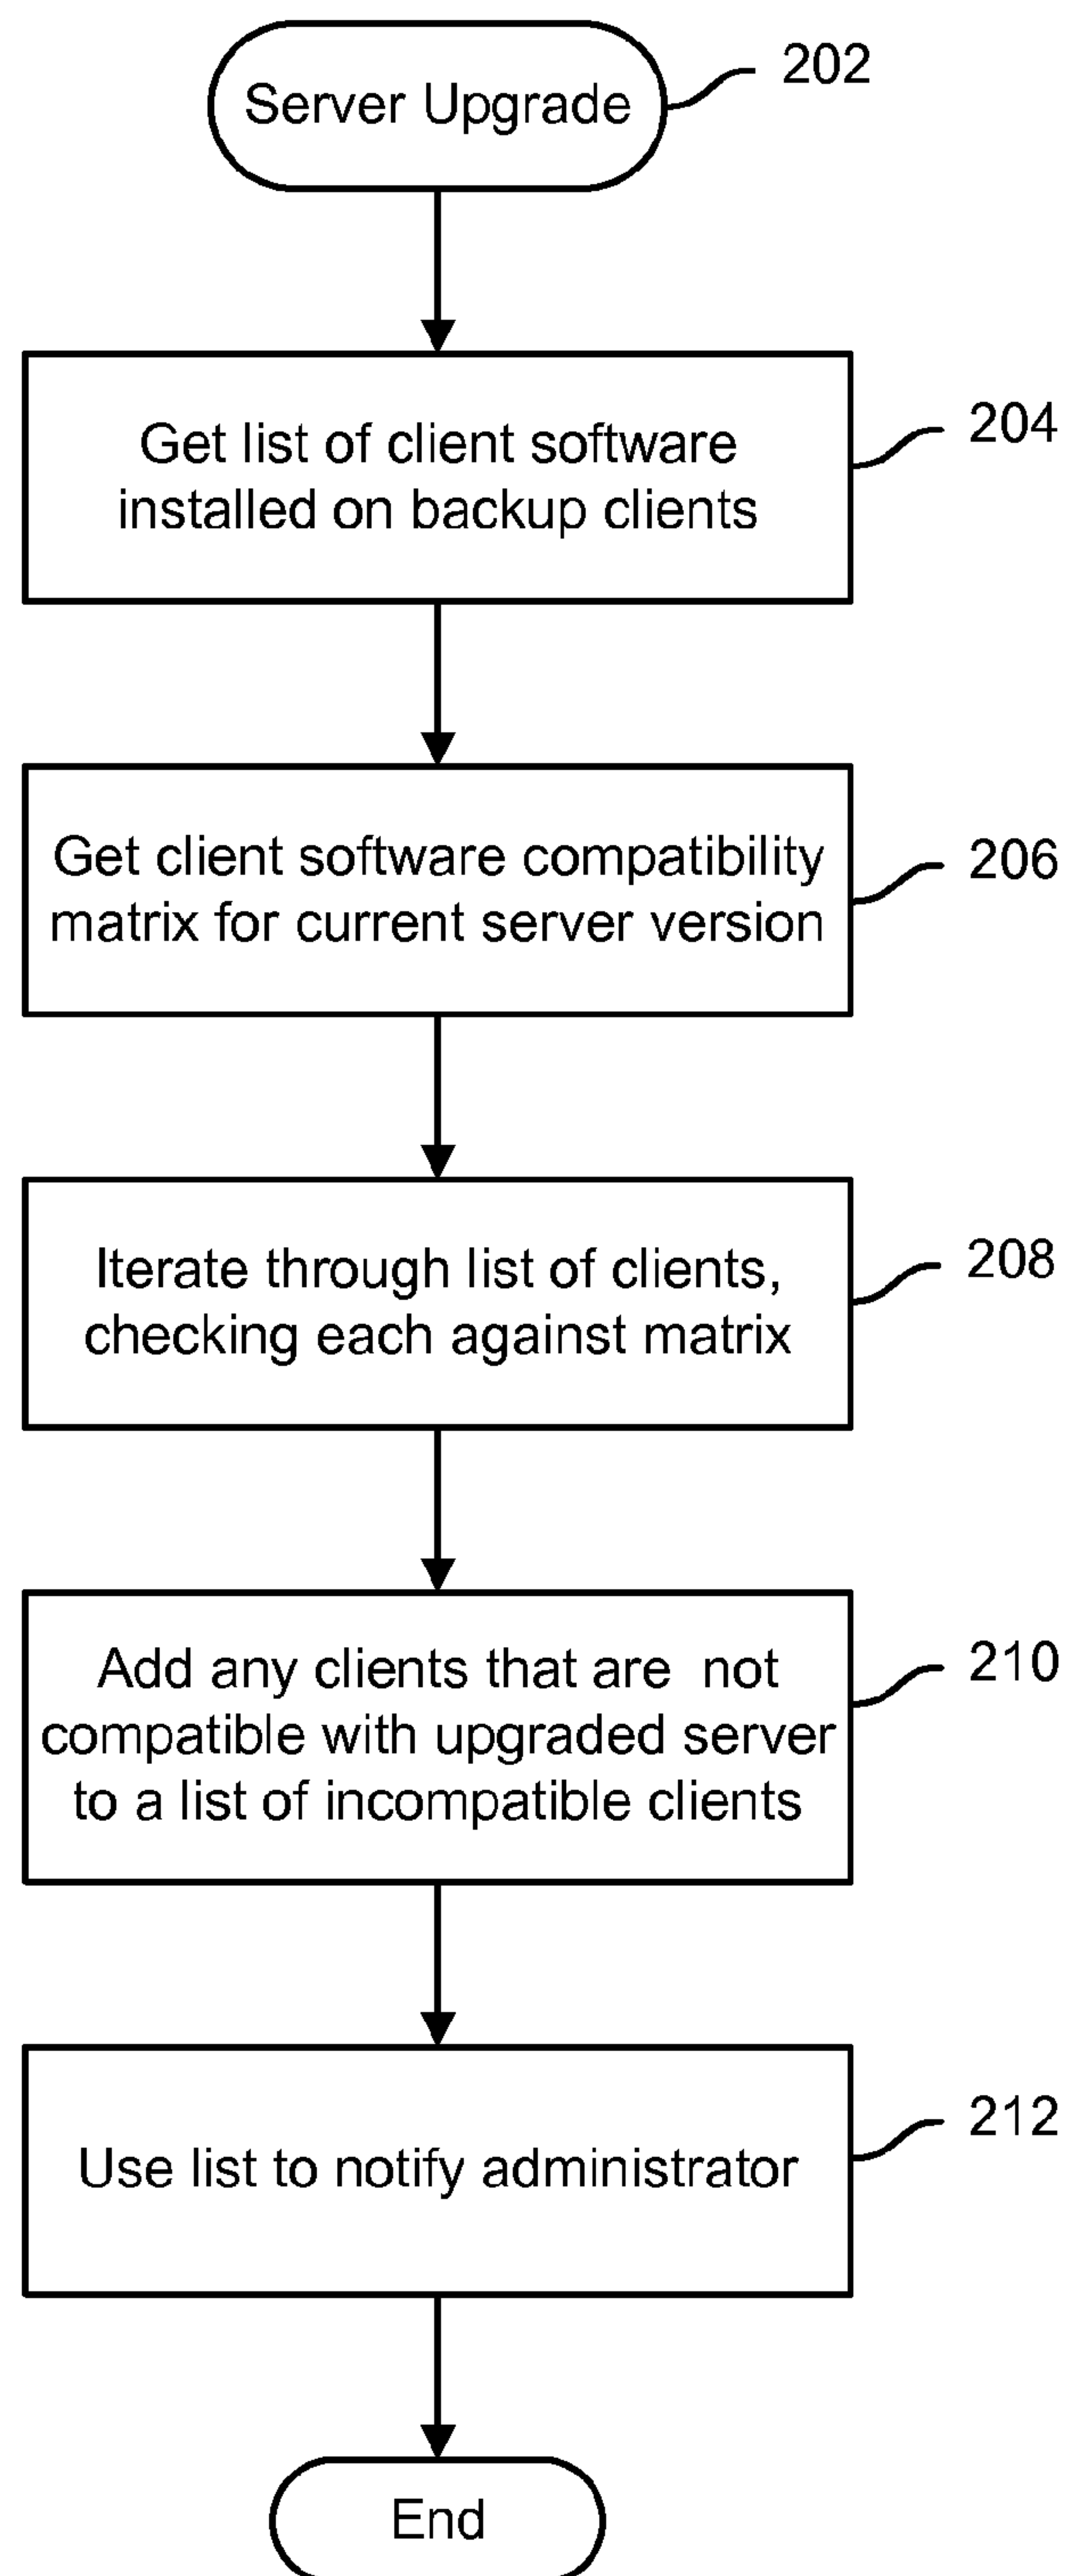 Server Upgrade
202
Get list of client software
installed on backup clients
204
Get client software compatibility
matrix for current server version
206
Iterate through list of clients,
checking each against matrix
208
Add any clients that are not
compatible with upgraded server
to a list of incompatible clients
210
Use list to notify administrator
212
End